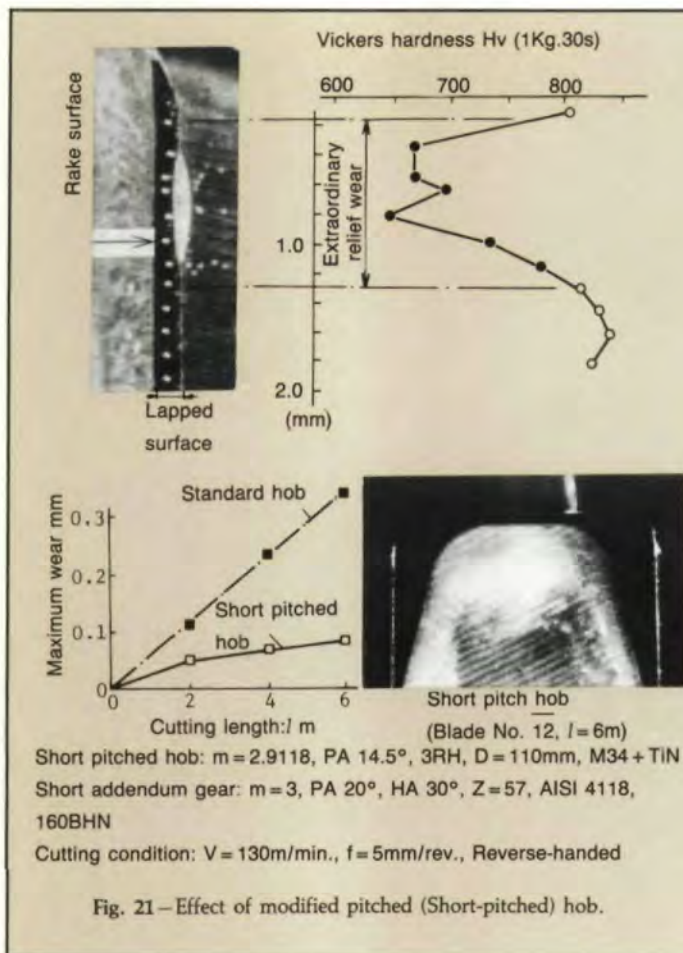 Vickers hardness Hv (1Kg.30s)
600 700 800
Rake surface
Extraordinary
relief wear
1.0
2.0
(mm)
Lapped
surface
Maximum wear mm
0.3
0.2
0.1
0
Standard hob
Short pitched
hob
0 2 4 6
Cutting length:l m
Short pitch hob
(Blade No. 12, l=6m)
Short pitched hob: m=2.9118, PA 14.5°, 3RH, D=110mm, M34+TiN
Short addendum gear: m=3, PA 20°, HA 30°, Z=57, AISI 4118,
160BHN
Cutting condition: V=130m/min., f=5mm/rev., Reverse-handed
Fig. 21—Effect of modified pitched (Short-pitched) hob.